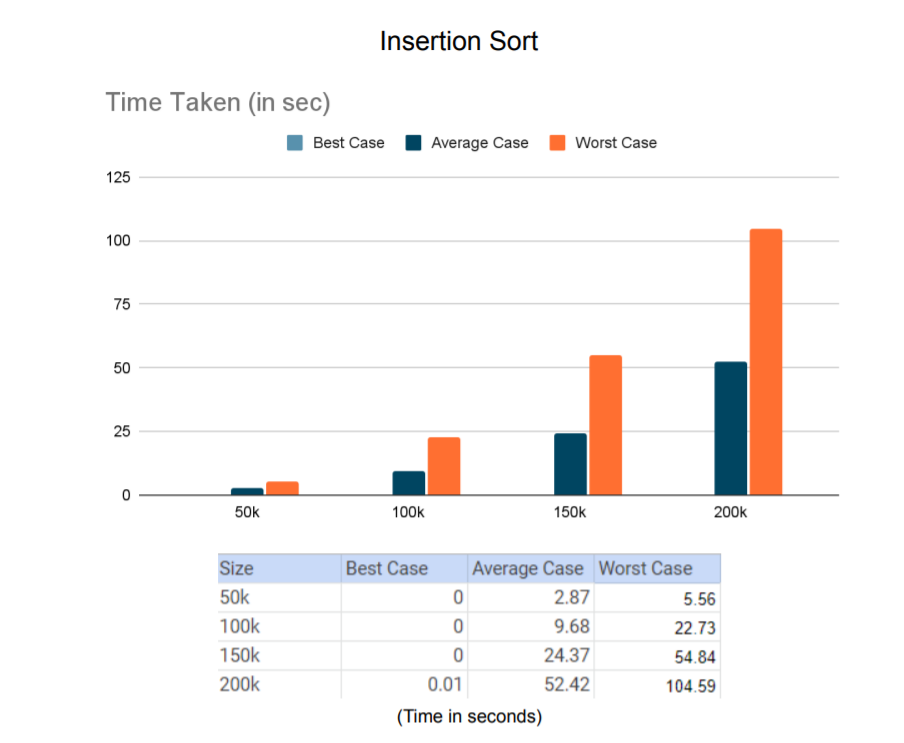 Insertion Sort
Time Taken (in sec)
Best Case Average Case Worst Case
125
100
75
50
25
0
50k 100k 150k 200k
Size Best Case Average Case Worst Case
50k 0 2.87 5.56
100k 0 9.68 22.73
150k 0 24.37 54.84
200k 0.01 52.42 104.59
(Time in seconds)